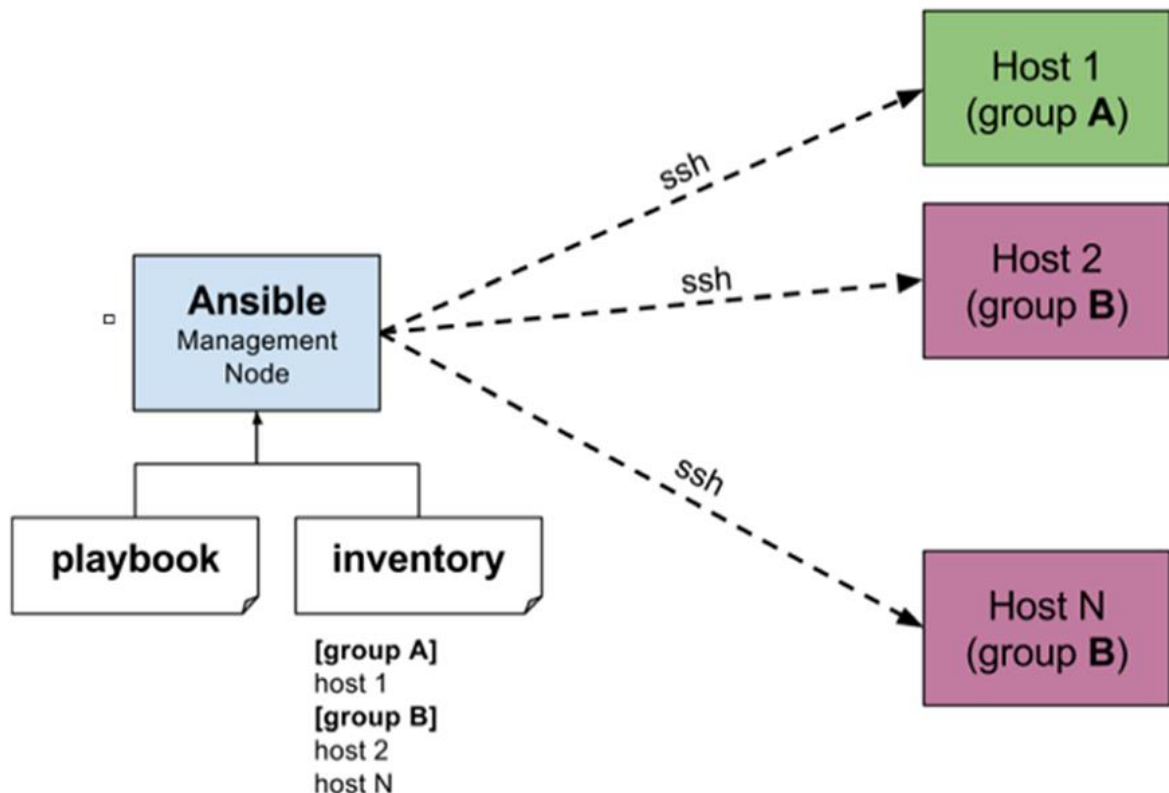 Ansible
Management
Node
playbook
inventory
[group A]
host 1
[group B]
host 2
host N
ssh
ssh
ssh
Host 1
(group A)
Host 2
(group B)
Host N
(group B)